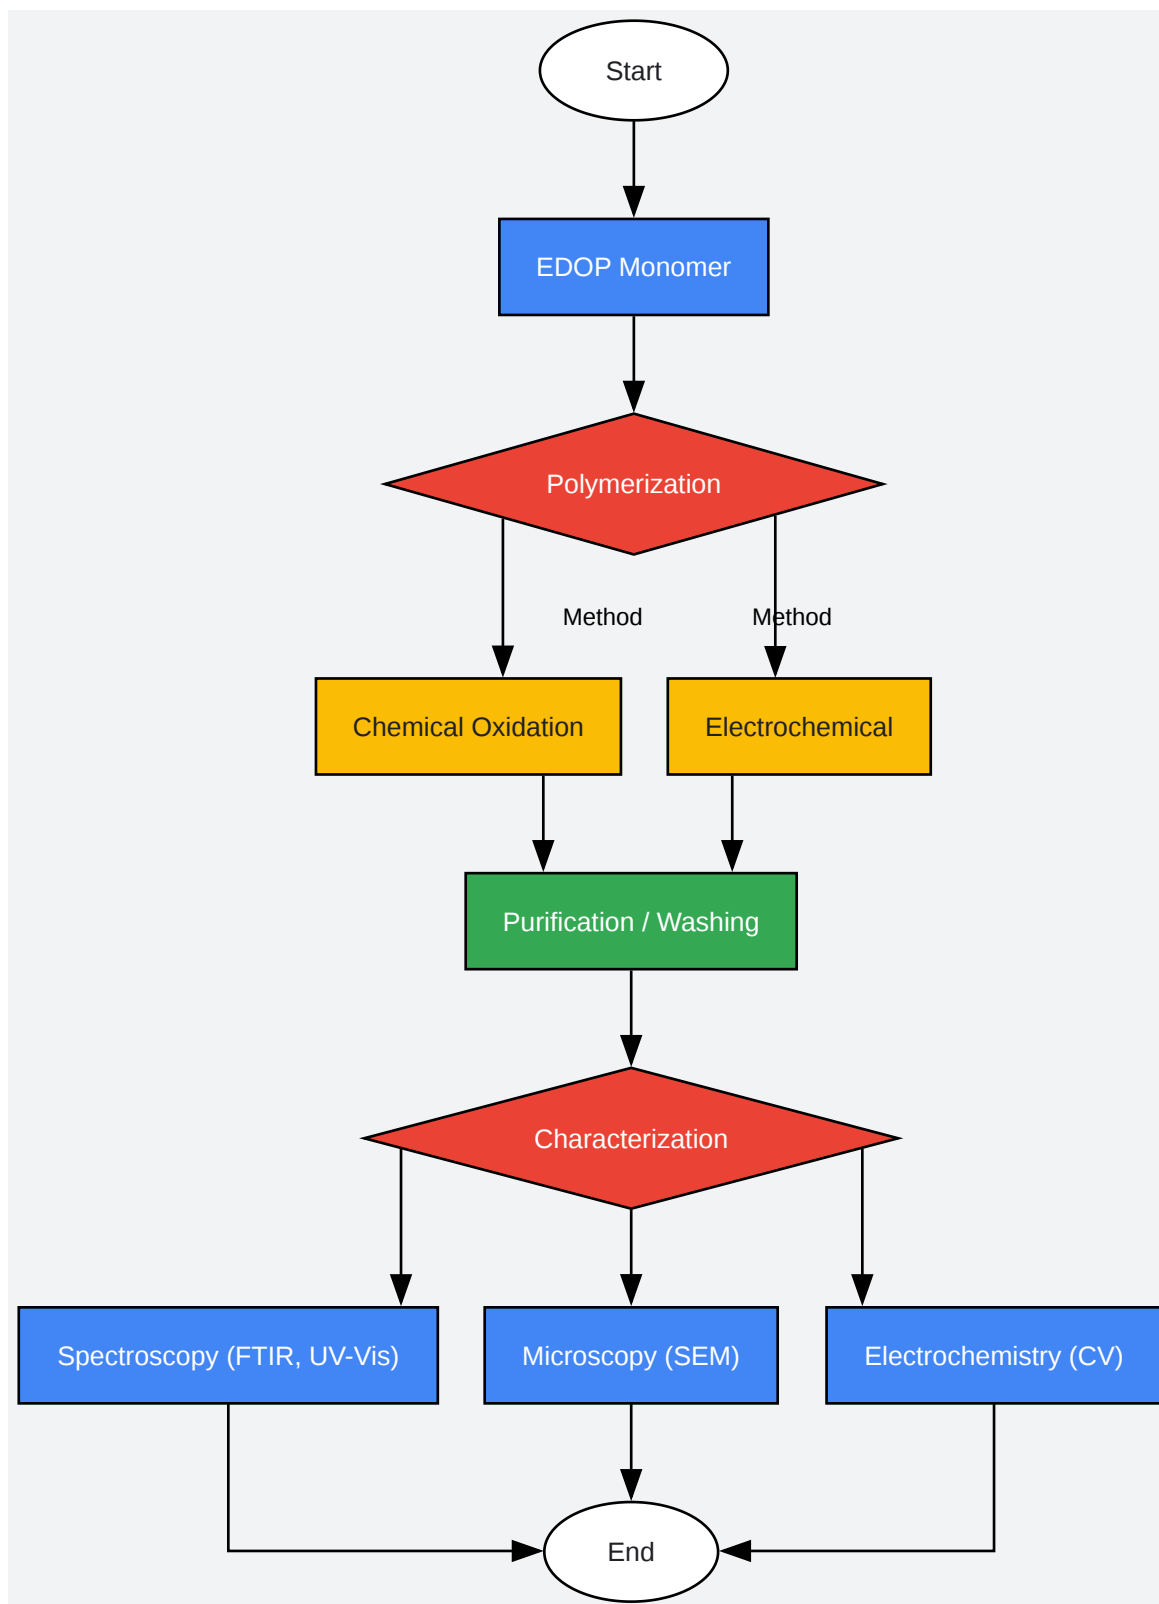 Start
EDOP Monomer
Polymerization
Method
Method
Chemical Oxidation
Electrochemical
Purification / Washing
Characterization
Spectroscopy (FTIR, UV-Vis)
Microscopy (SEM)
Electrochemistry (CV)
End